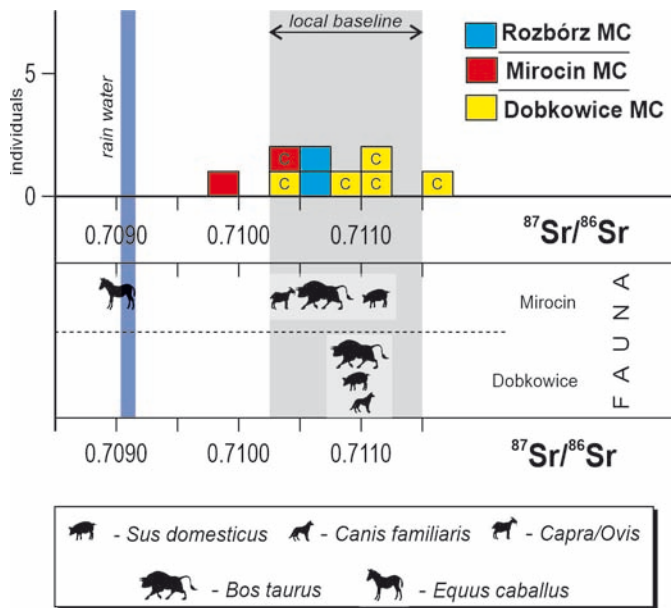 local baseline
rain water
individuals
5
0
Rozbórz MC
Mirocin MC
Dobkowice MC
C
C
C
C
C
C
0.7090 0.7100 0.7110 ⁸⁷Sr/⁸⁶Sr
Mirocin
Dobkowice
FAUNA
0.7090 0.7100 0.7110 ⁸⁷Sr/⁸⁶Sr
- Sus domesticus - Canis familiaris - Capra/Ovis
- Bos taurus - Equus caballus